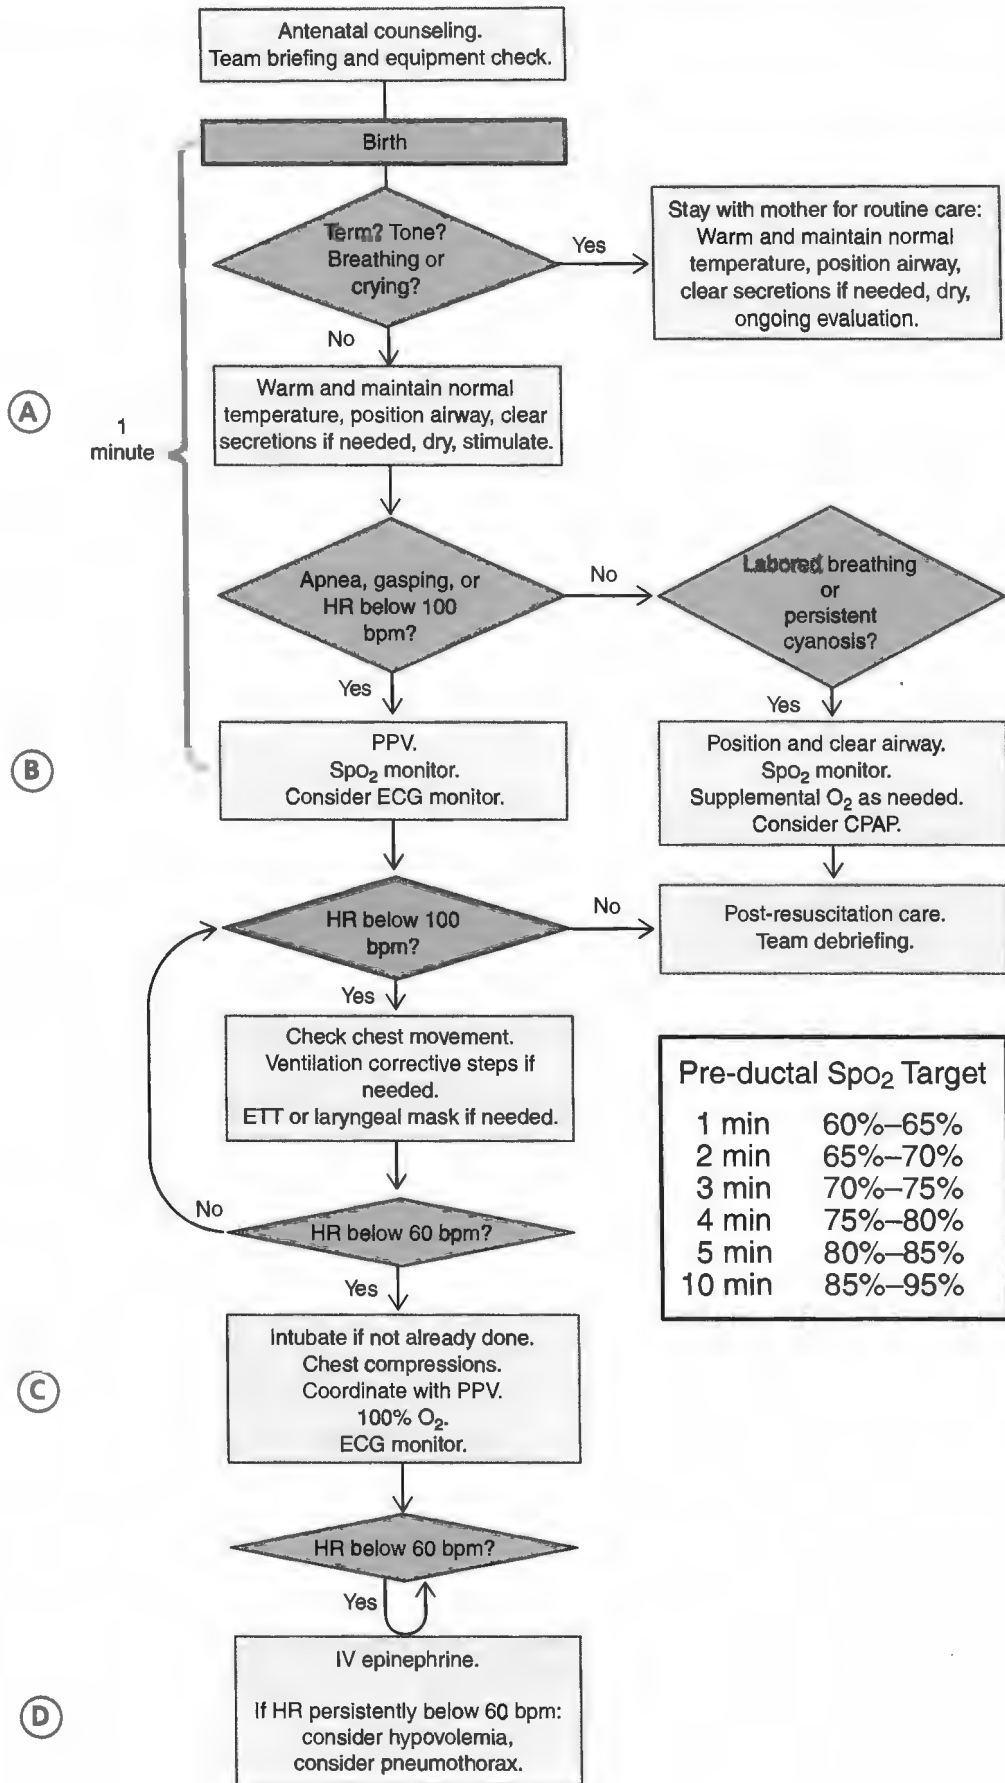 Antenatal counseling.
Team briefing and equipment check.
Birth
Term? Tone?
Breathing or
crying?
Yes
Stay with mother for routine care:
Warm and maintain normal
temperature, position airway,
clear secretions if needed, dry,
ongoing evaluation.
No
A
1
minute
Warm and maintain normal
temperature, position airway, clear
secretions if needed, dry, stimulate.
Apnea, gasping, or
HR below 100
bpm?
No
Labored breathing
or
persistent
cyanosis?
Yes
Yes
B
PPV.
SpO₂ monitor.
Consider ECG monitor.
Position and clear airway.
SpO₂ monitor.
Supplemental O₂ as needed.
Consider CPAP.
HR below 100
bpm?
No
Post-resuscitation care.
Team debriefing.
Yes
Check chest movement.
Ventilation corrective steps if
needed.
ETT or laryngeal mask if needed.
Pre-ductal SpO₂ Target
1 min 60%–65%
2 min 65%–70%
3 min 70%–75%
4 min 75%–80%
5 min 80%–85%
10 min 85%–95%
No
HR below 60 bpm?
Yes
C
Intubate if not already done.
Chest compressions.
Coordinate with PPV.
100% O₂.
ECG monitor.
HR below 60 bpm?
Yes
D
IV epinephrine.
If HR persistently below 60 bpm:
consider hypovolemia,
consider pneumothorax.